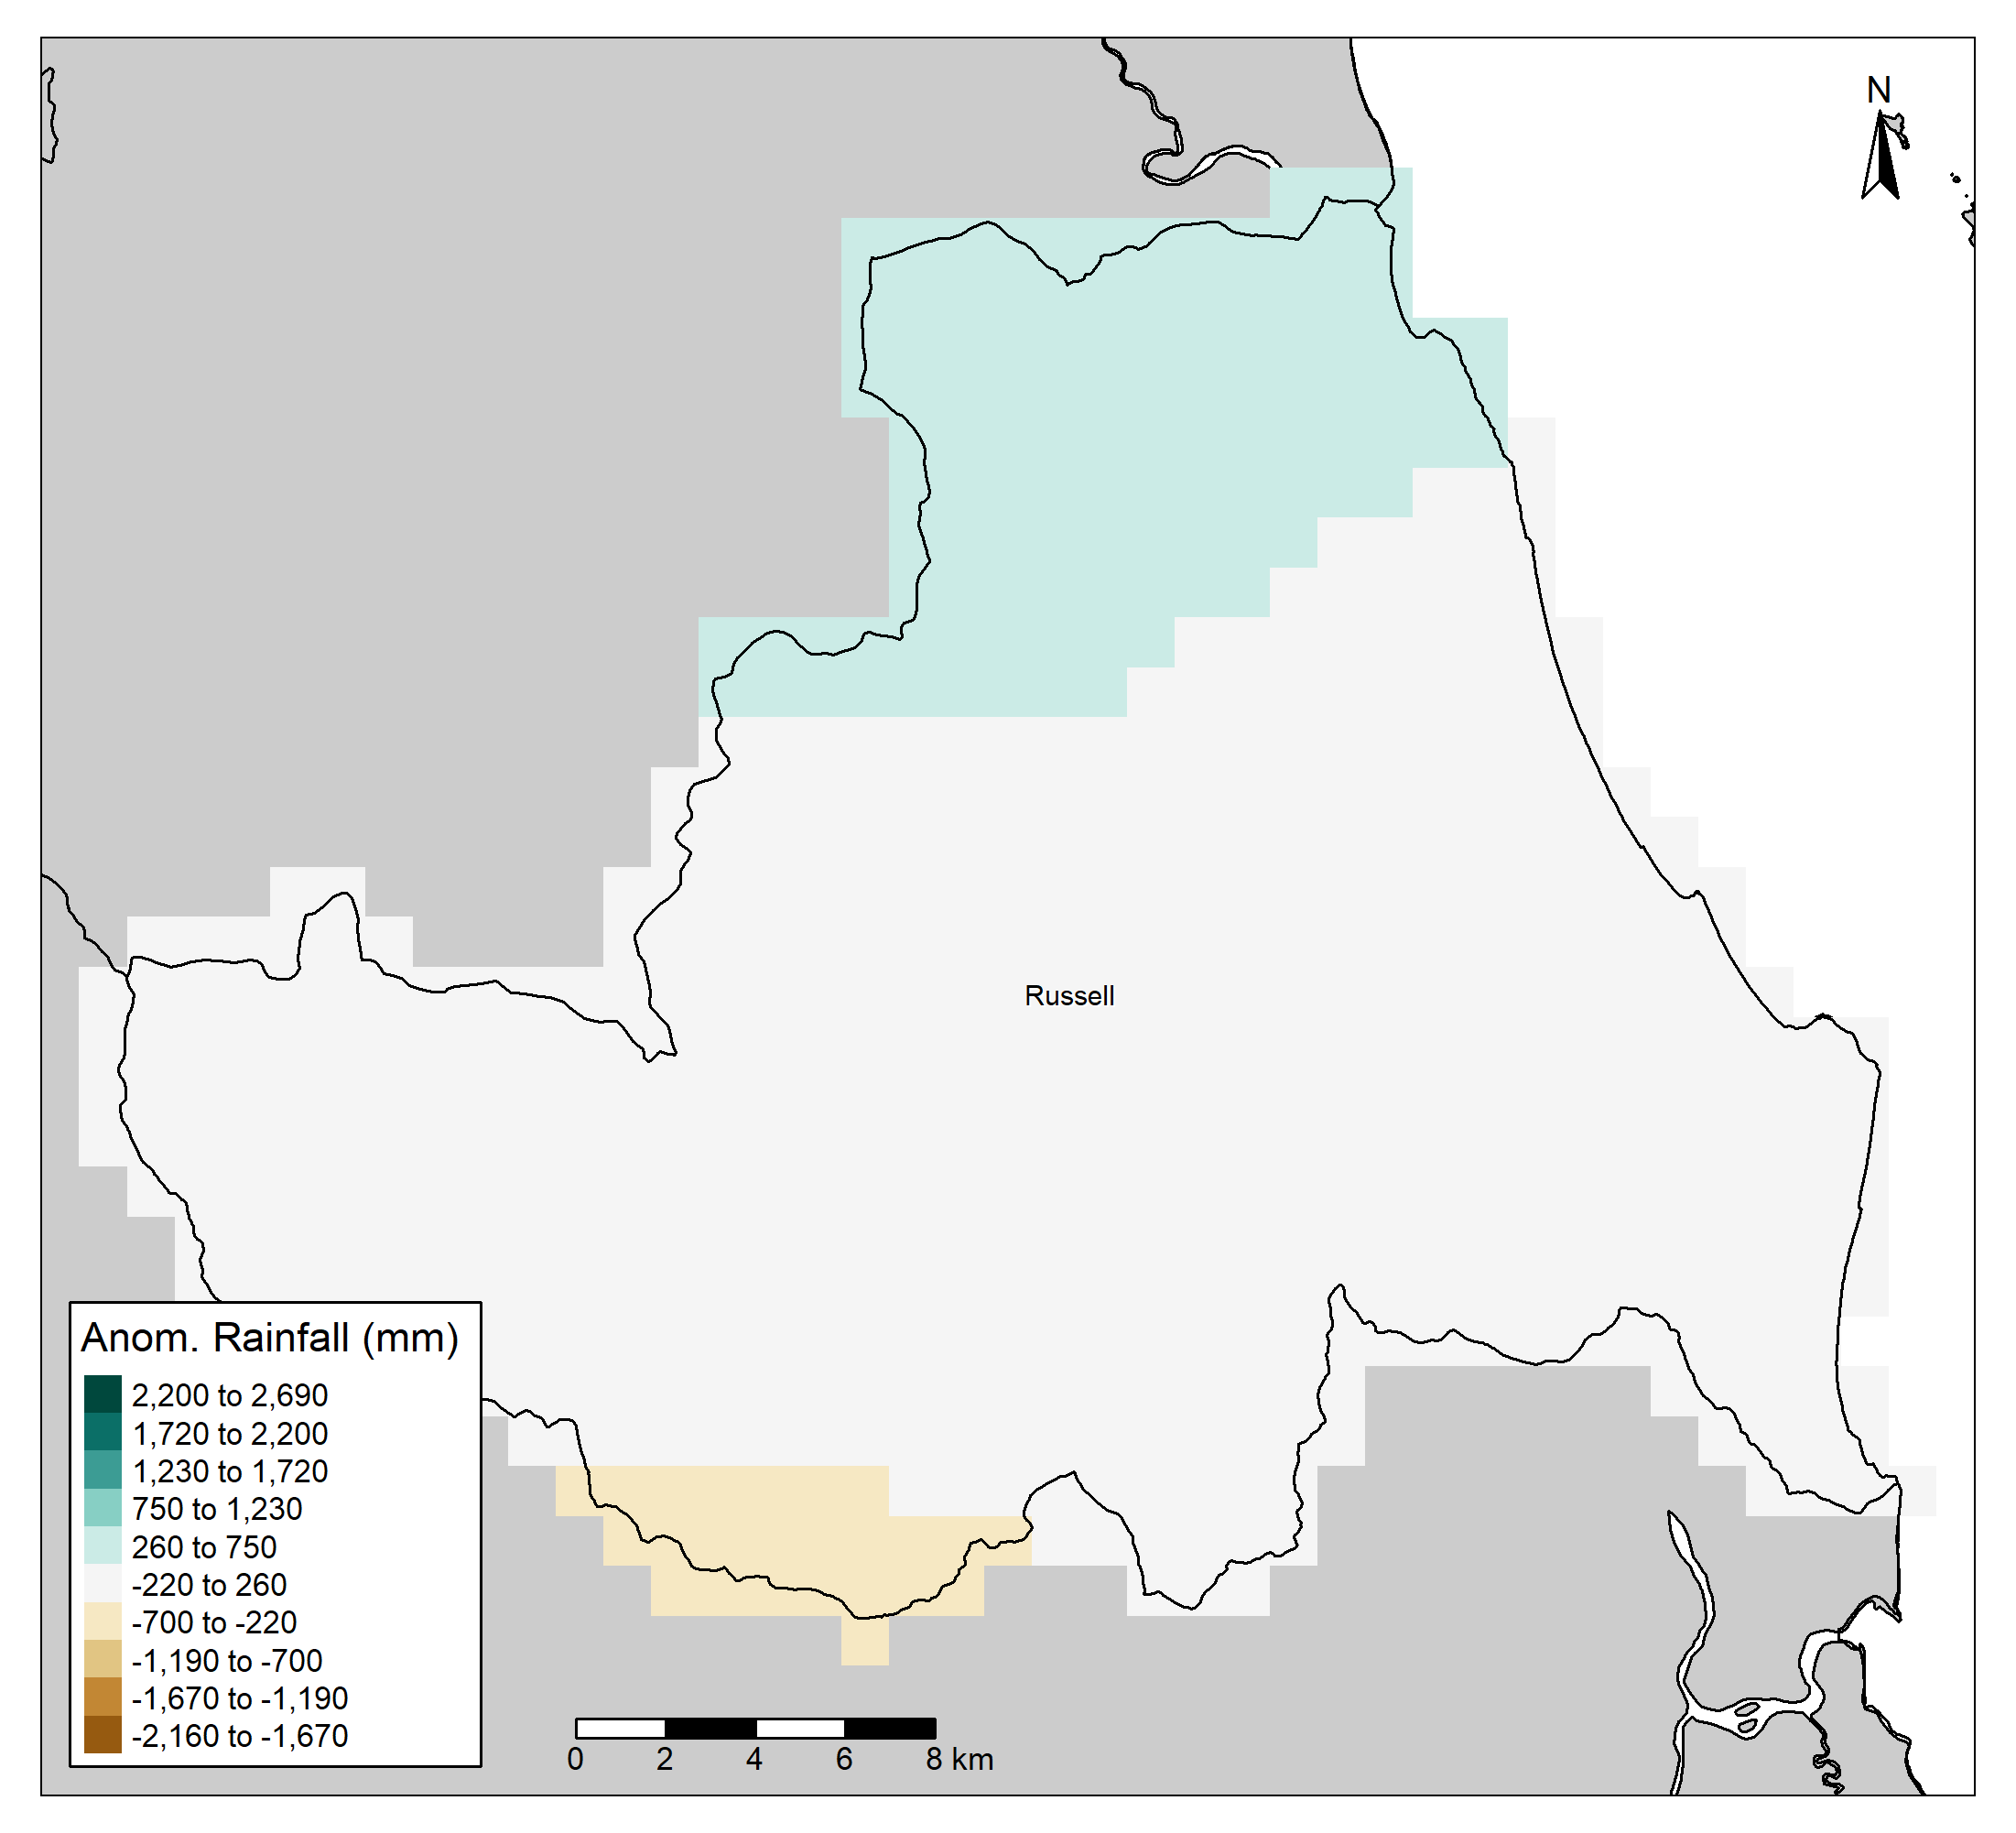 N
Russell
Anom. Rainfall (mm)
2,200 to 2,690
1,720 to 2,200
1,230 to 1,720
750 to 1,230
260 to 750
-220 to 260
-700 to -220
-1,190 to -700
-1,670 to -1,190
-2,160 to -1,670
0 2 4 6 8 km